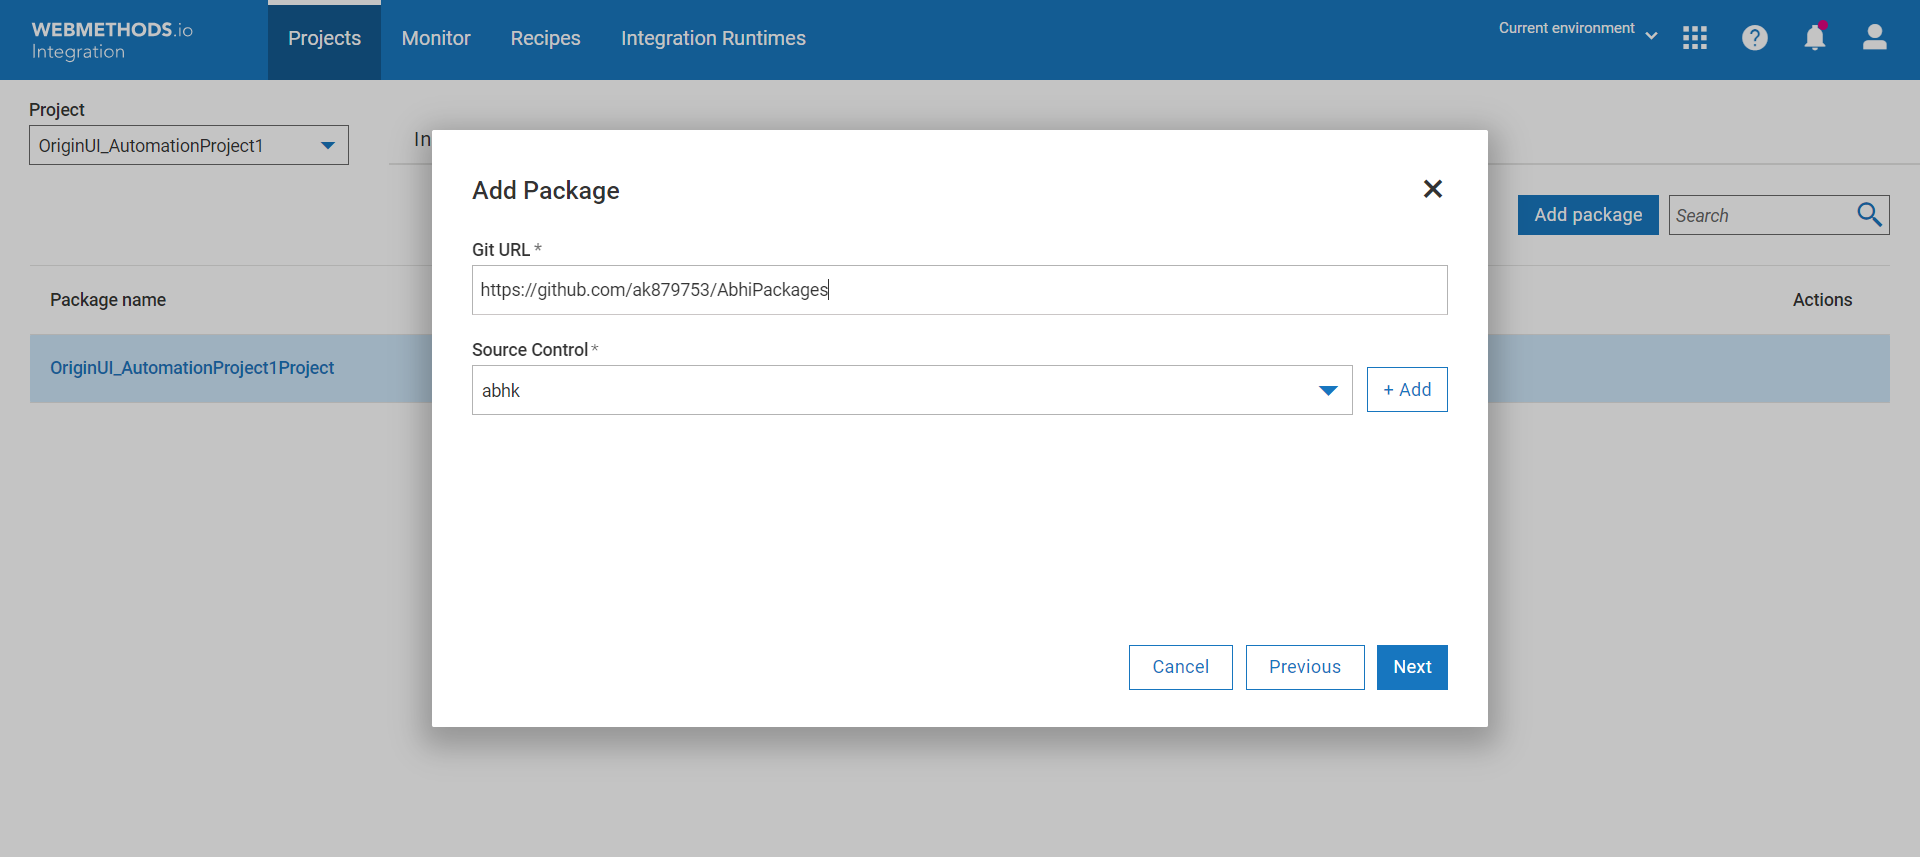 WEBMETHODS.io
Integration
Projects
Monitor
Recipes
Integration Runtimes
Current environment
Project
OriginUI_AutomationProject1
In
Add package
Search
Package name
Actions
OriginUI_AutomationProject1Project
Add Package
Git URL *
https://github.com/ak879753/AbhiPackages
Source Control *
abhk
+ Add
Cancel
Previous
Next